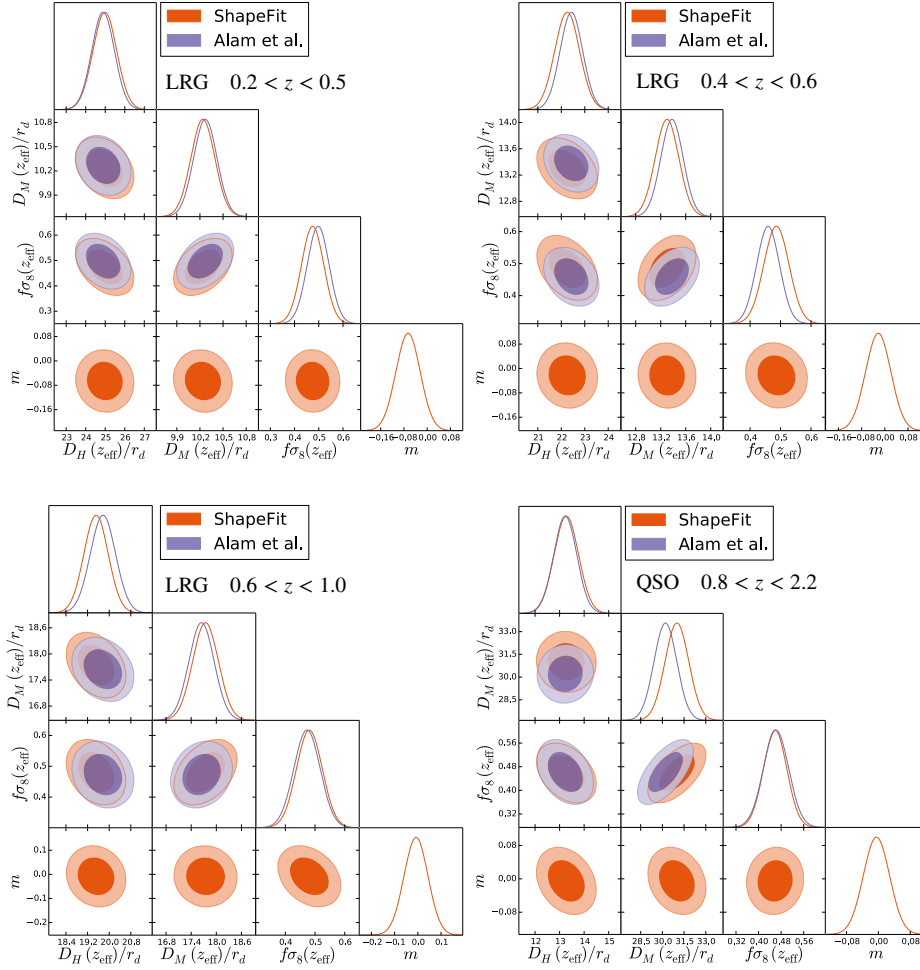 ShapeFit
Alam et al.
LRG 0.2 < z < 0.5
D_M(z_eff)/r_d
10.8
10.5
10.2
9.9
fσ_8(z_eff)
0.6
0.5
0.4
0.3
m
0.08
0.00
−0.08
−0.16
23 24 25 26 27
9.9 10.2 10.5 10.8
0.3 0.4 0.5 0.6
−0.16−0.08 0.00 0.08
D_H(z_eff)/r_d
D_M(z_eff)/r_d
fσ_8(z_eff)
m
ShapeFit
Alam et al.
LRG 0.4 < z < 0.6
D_M(z_eff)/r_d
14.0
13.6
13.2
12.8
fσ_8(z_eff)
0.6
0.5
0.4
m
0.08
0.00
−0.08
−0.16
21 22 23 24
12.8 13.2 13.6 14.0
0.4 0.5 0.6
−0.16−0.08 0.00 0.08
D_H(z_eff)/r_d
D_M(z_eff)/r_d
fσ_8(z_eff)
m
ShapeFit
Alam et al.
LRG 0.6 < z < 1.0
D_M(z_eff)/r_d
18.6
18.0
17.4
16.8
fσ_8(z_eff)
0.6
0.5
0.4
m
0.1
0.0
−0.1
−0.2
18.4 19.2 20.0 20.8
16.8 17.4 18.0 18.6
0.4 0.5 0.6
−0.2 −0.1 0.0 0.1
D_H(z_eff)/r_d
D_M(z_eff)/r_d
fσ_8(z_eff)
m
ShapeFit
Alam et al.
QSO 0.8 < z < 2.2
D_M(z_eff)/r_d
33.0
31.5
30.0
28.5
fσ_8(z_eff)
0.56
0.48
0.40
0.32
m
0.08
0.00
−0.08
12 13 14 15
28.5 30.0 31.5 33.0
0.32 0.40 0.48 0.56
−0.08 0.00 0.08
D_H(z_eff)/r_d
D_M(z_eff)/r_d
fσ_8(z_eff)
m